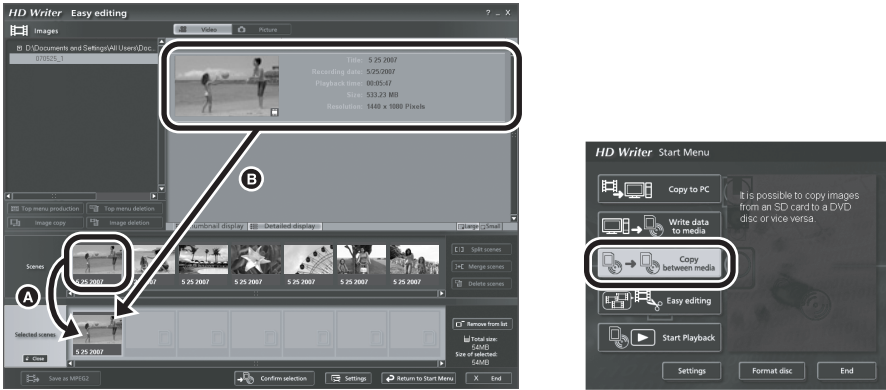 HD Writer Easy editing
? _ X
Images
Video
Picture
D:\Documents and Settings\All Users\Doc...
070525_1
Title: 5 25 2007
Recording date: 5/25/2007
Playback time: 00:05:47
Size: 533.23 MB
Resolution: 1440 x 1080 Pixels
B
Top menu production
Top menu deletion
Image copy
Image deletion
Thumbnail display
Detailed display
Large
Small
Scenes
5 25 2007
5 25 2007
5 25 2007
5 25 2007
5 25 2007
5 25 2007
5 25 2007
Split scenes
Merge scenes
Delete scenes
A
Selected scenes
Close
5 25 2007
Remove from list
Total size:
54MB
Size of selected:
54MB
Save as MPEG2
Confirm selection
Settings
Return to Start Menu
X End
HD Writer Start Menu
Copy to PC
Write data
to media
Copy
between media
Easy editing
Start Playback
It is possible to copy images
from an SD card to a DVD
disc or vice versa.
Settings
Format disc
End